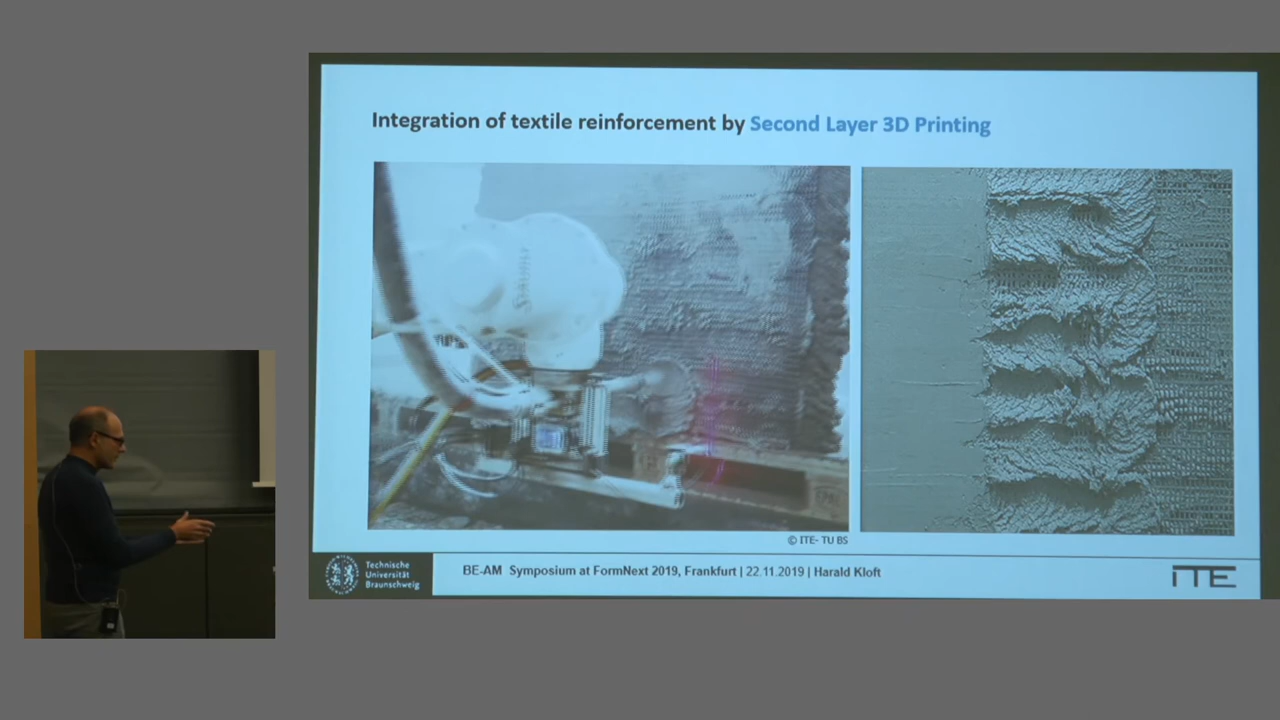 Integration of textile reinforcement by Second Layer 3D Printing
© ITE- TU BS
Technische
Universität
Braunschweig
BE-AM Symposium at FormNext 2019, Frankfurt | 22.11.2019 | Harald Kloft
iTE